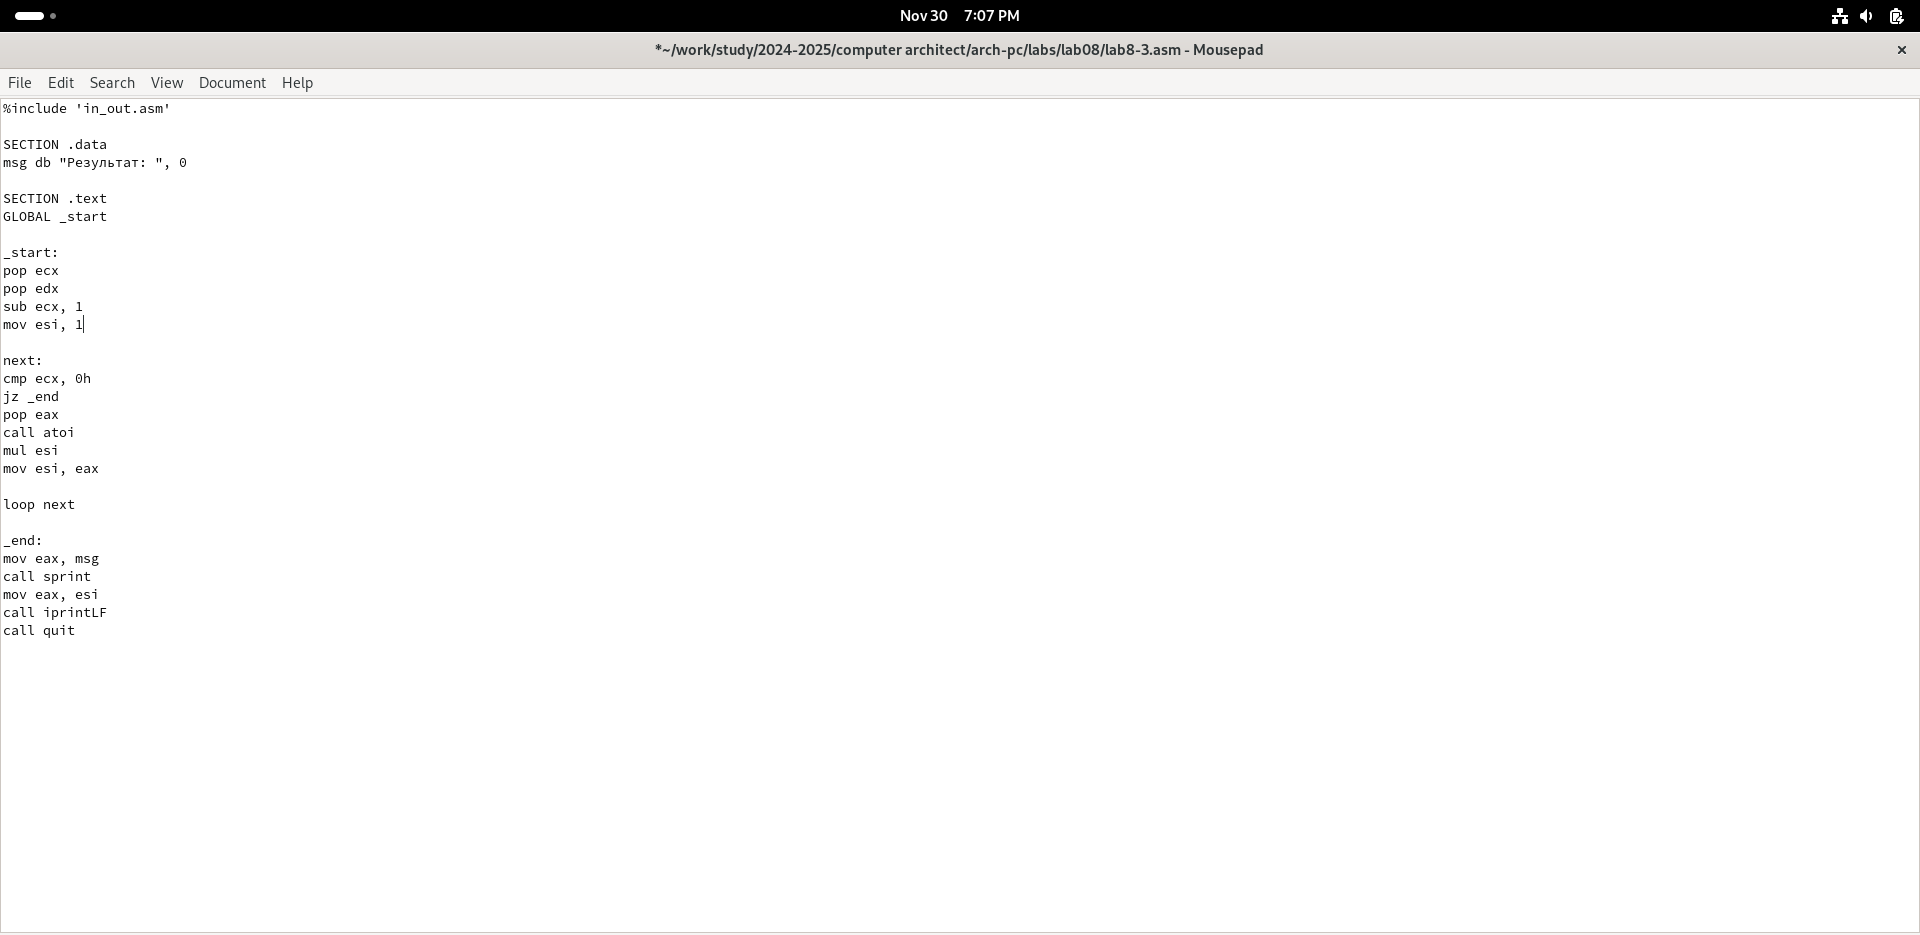 Nov 30 7:07 PM
*~/work/study/2024-2025/computer architect/arch-pc/labs/lab08/lab8-3.asm - Mousepad
File Edit Search View Document Help
%include 'in_out.asm'
SECTION .data
msg db "Результат: ", 0
SECTION .text
GLOBAL _start
_start:
pop ecx
pop edx
sub ecx, 1
mov esi, 1
next:
cmp ecx, 0h
jz _end
pop eax
call atoi
mul esi
mov esi, eax
loop next
_end:
mov eax, msg
call sprint
mov eax, esi
call iprintLF
call quit